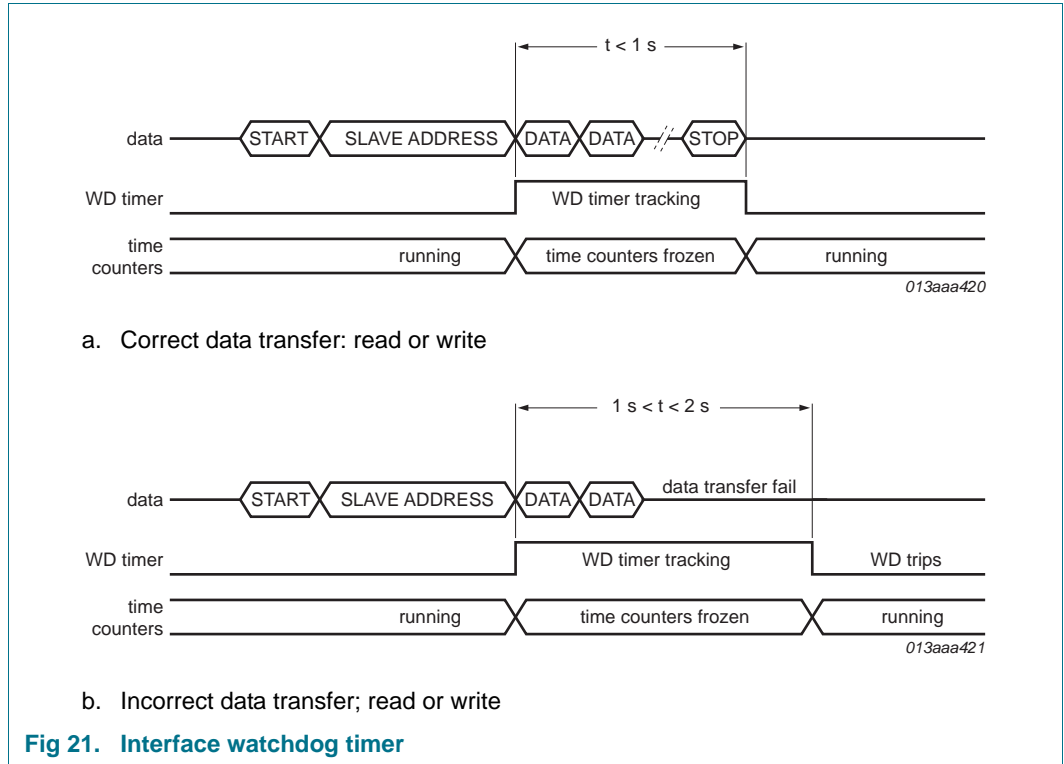 t < 1 s
data START SLAVE ADDRESS DATA DATA STOP
WD timer WD timer tracking
time
counters running time counters frozen running
013aaa420
a. Correct data transfer: read or write
1 s < t < 2 s
data START SLAVE ADDRESS DATA DATA data transfer fail
WD timer WD timer tracking WD trips
time
counters running time counters frozen running
013aaa421
b. Incorrect data transfer; read or write
Fig 21. Interface watchdog timer